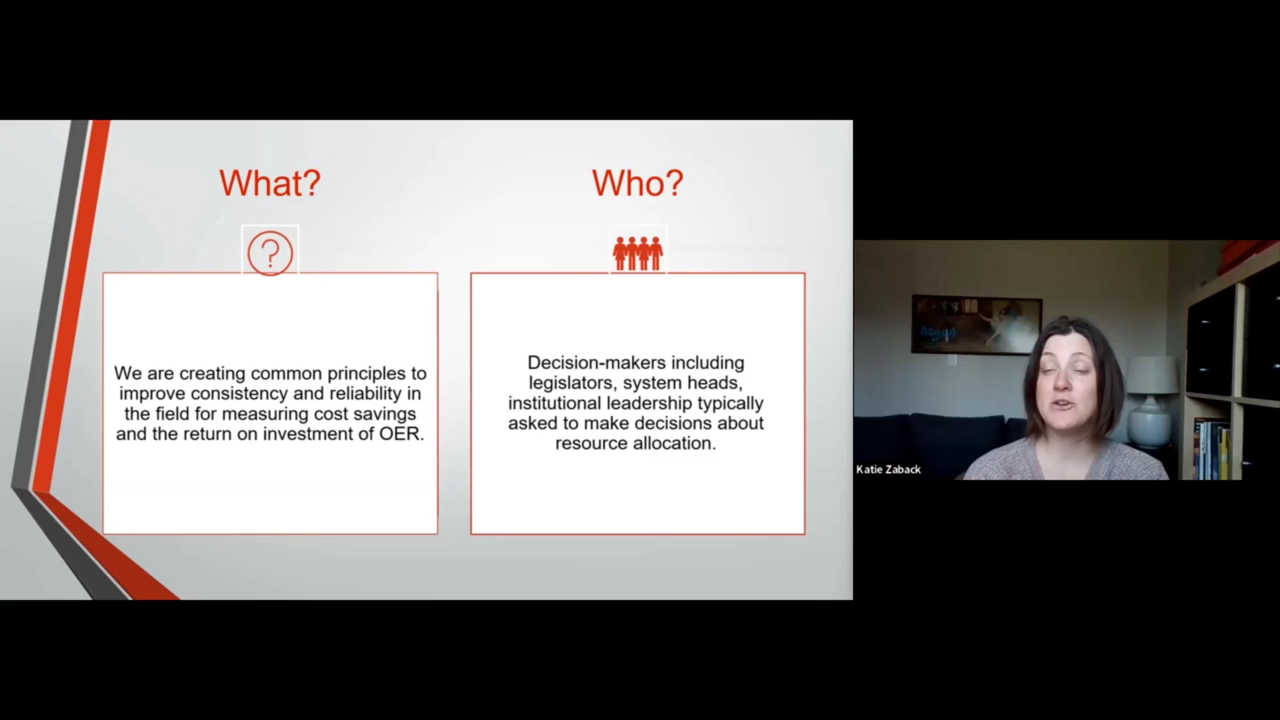 What?
Who?
?
We are creating common principles to
improve consistency and reliability in
the field for measuring cost savings
and the return on investment of OER.
Decision-makers including
legislators, system heads,
institutional leadership typically
asked to make decisions about
resource allocation.
Katie Zaback